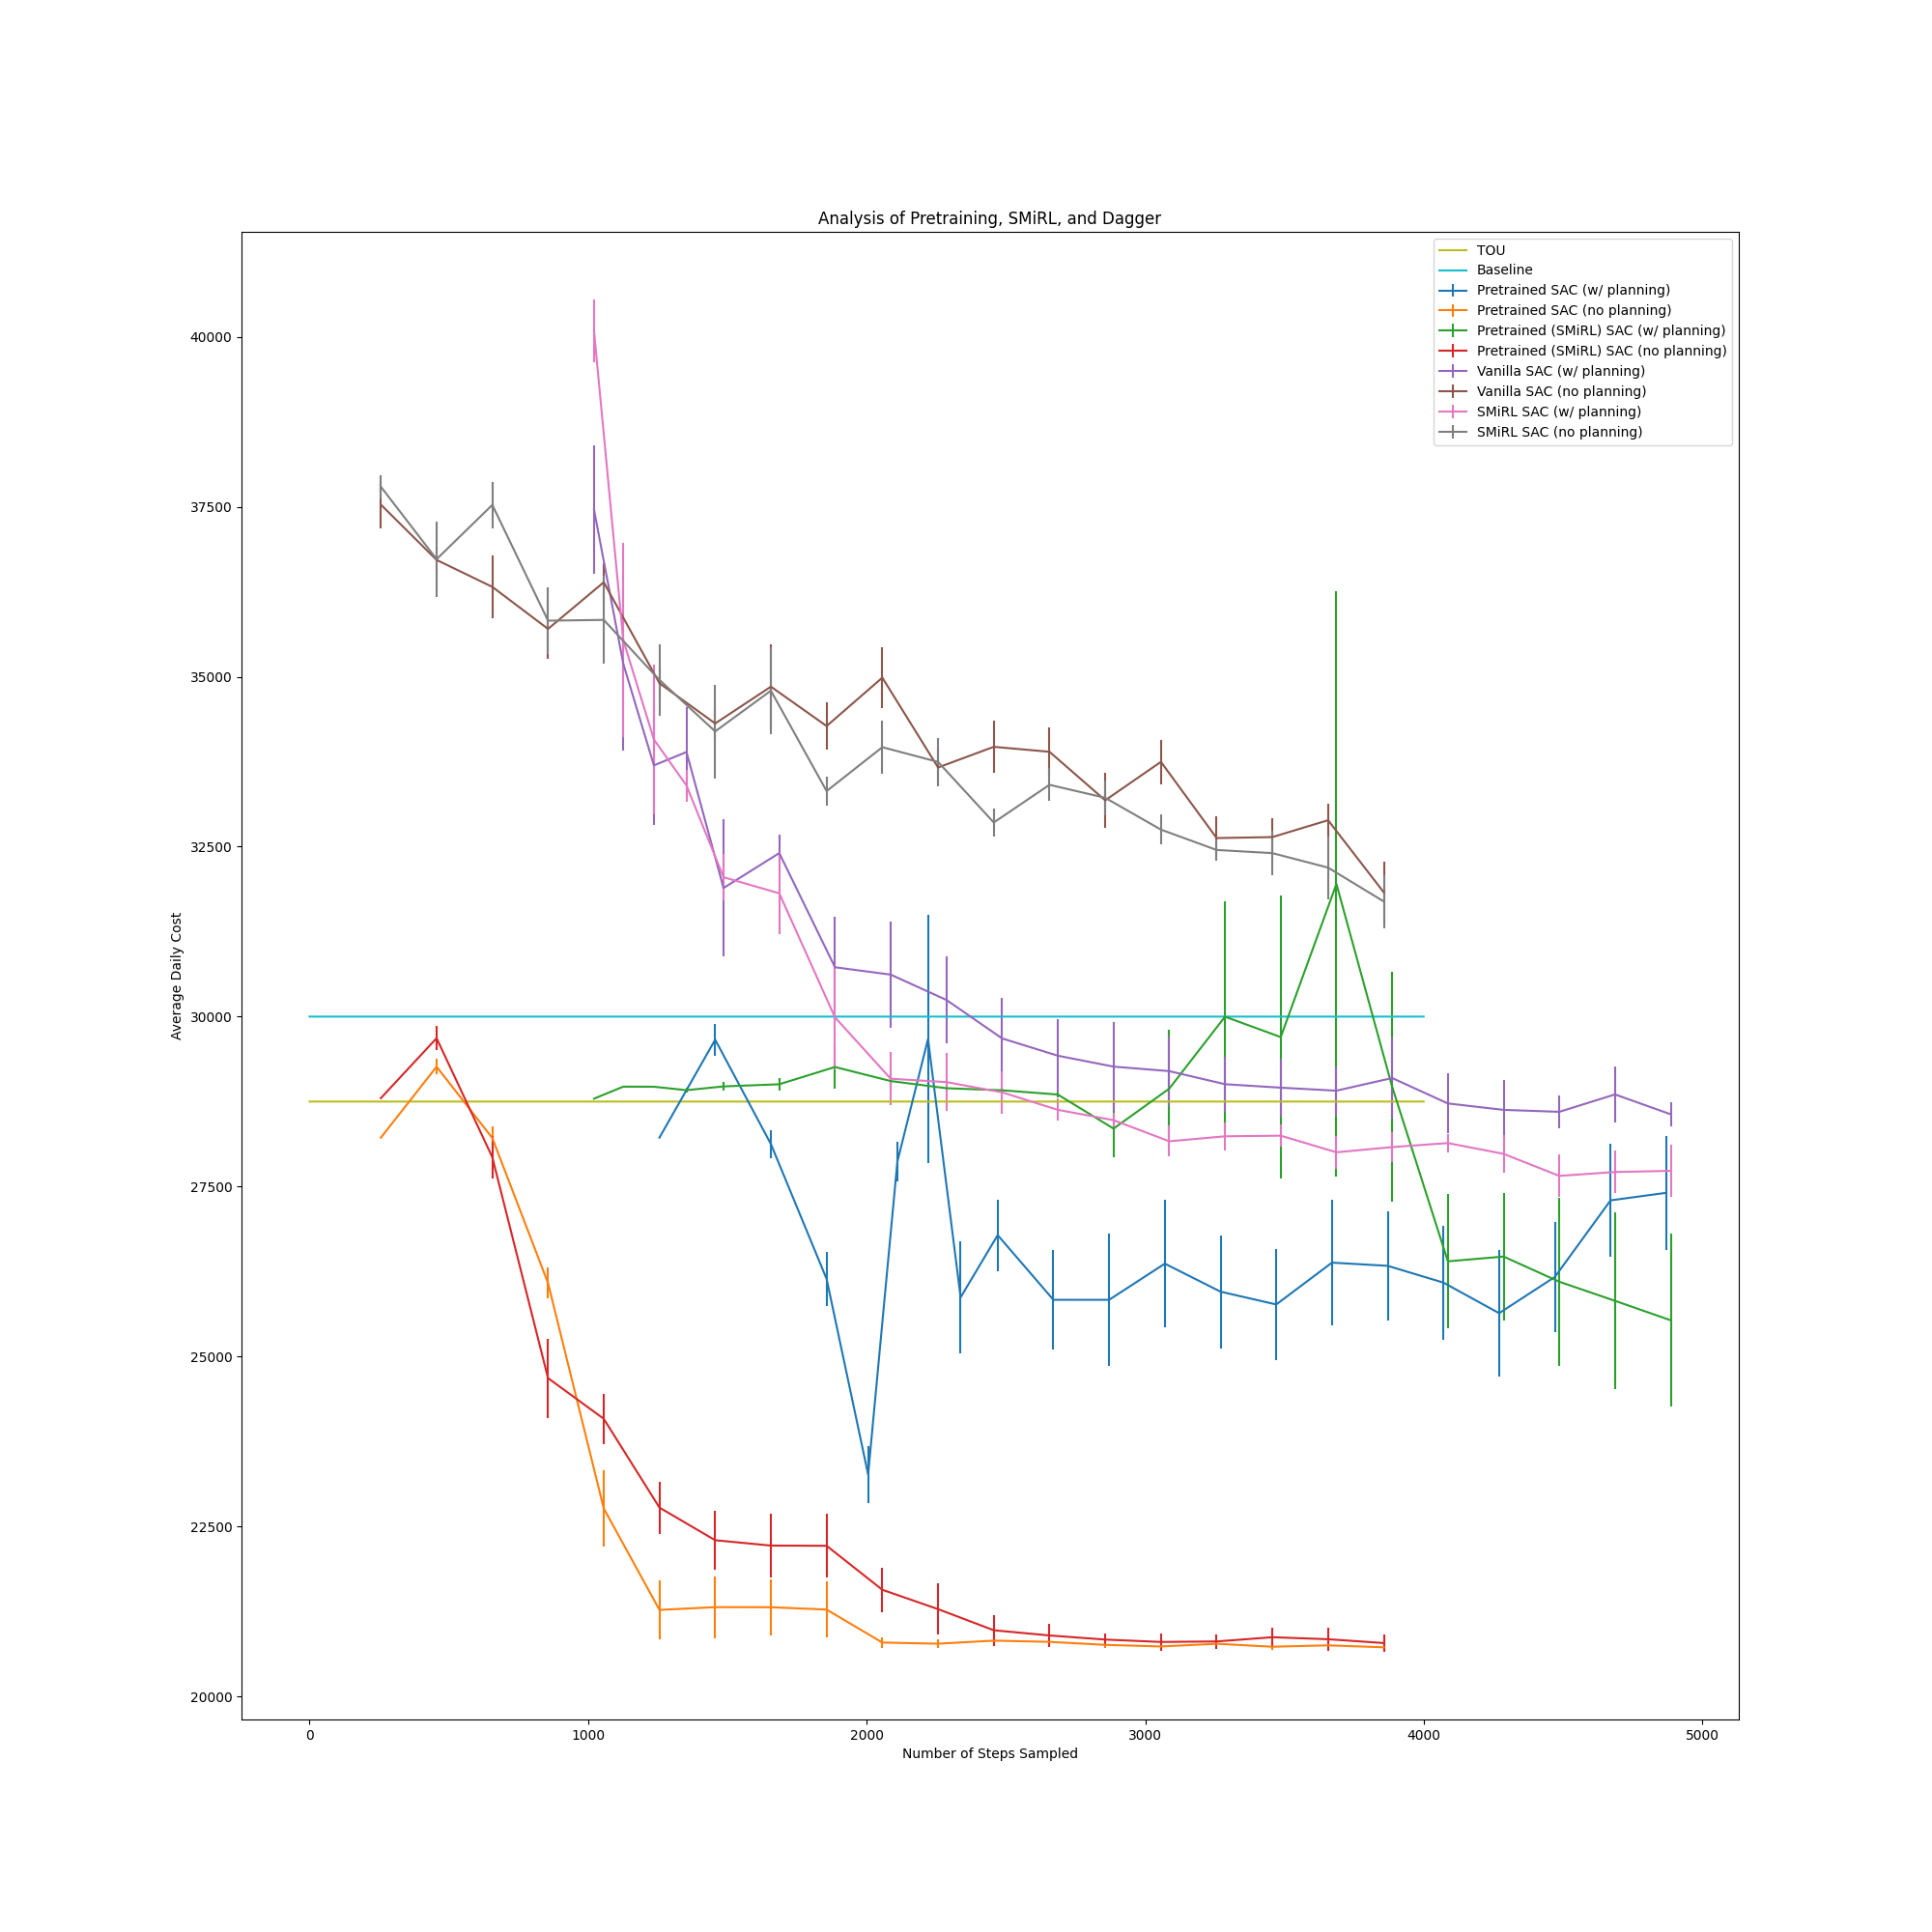 Analysis of Pretraining, SMiRL, and Dagger
TOU
Baseline
Pretrained SAC (w/ planning)
Pretrained SAC (no planning)
Pretrained (SMiRL) SAC (w/ planning)
Pretrained (SMiRL) SAC (no planning)
Vanilla SAC (w/ planning)
Vanilla SAC (no planning)
SMiRL SAC (w/ planning)
SMiRL SAC (no planning)
Average Daily Cost
40000
37500
35000
32500
30000
27500
25000
22500
20000
0 1000 2000 3000 4000 5000
Number of Steps Sampled